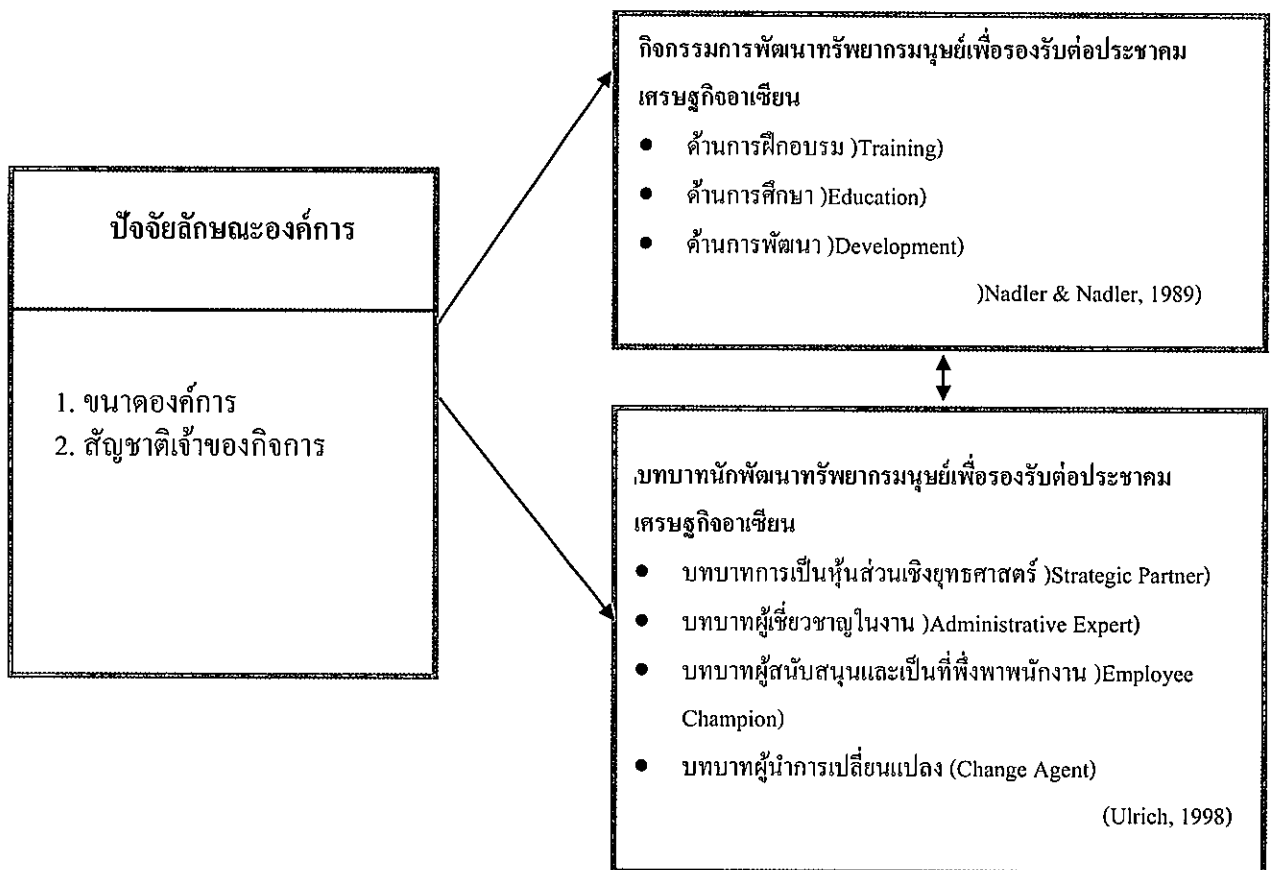 ปัจจัยลักษณะองค์การ
1. ขนาดองค์การ
2. สัญชาติเจ้าของกิจการ
กิจกรรมการพัฒนาทรัพยากรมนุษย์เพื่อรองรับต่อประชาคม
เศรษฐกิจอาเซียน
● ด้านการฝึกอบรม )Training)
● ด้านการศึกษา )Education)
● ด้านการพัฒนา )Development)
)Nadler & Nadler, 1989)
บทบาทนักพัฒนาทรัพยากรมนุษย์เพื่อรองรับต่อประชาคม
เศรษฐกิจอาเซียน
● บทบาทการเป็นหุ้นส่วนเชิงยุทธศาสตร์ )Strategic Partner)
● บทบาทผู้เชี่ยวชาญในงาน )Administrative Expert)
● บทบาทผู้สนับสนุนและเป็นที่พึ่งพาพนักงาน )Employee
Champion)
● บทบาทผู้นำการเปลี่ยนแปลง (Change Agent)
(Ulrich, 1998)